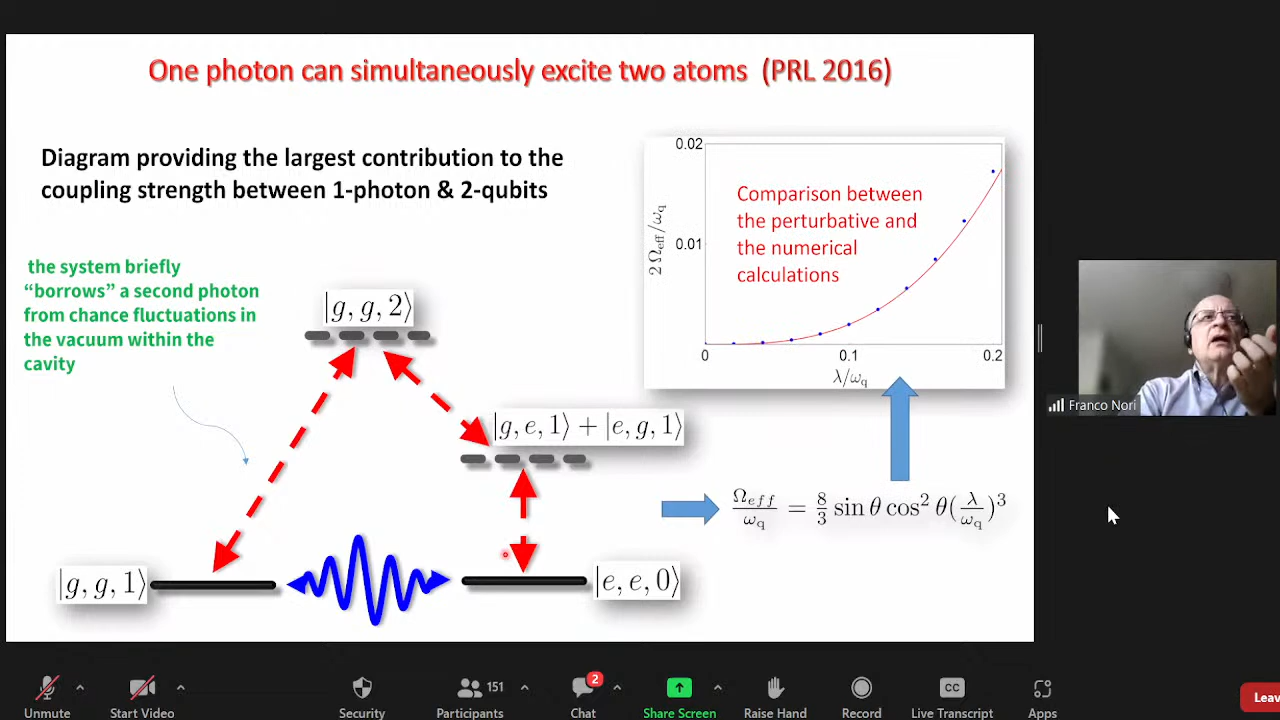 One photon can simultaneously excite two atoms (PRL 2016)
Diagram providing the largest contribution to the
coupling strength between 1-photon & 2-qubits
the system briefly
“borrows” a second photon
from chance fluctuations in
the vacuum within the
cavity
|g, g, 2⟩
|g, e, 1⟩ + |e, g, 1⟩
|g, g, 1⟩
|e, e, 0⟩
0.02
0.01
2 Ω_eff/ω_q
Comparison between
the perturbative and
the numerical
calculations
0 0.1 0.2
λ/ω_q
Ω_eff/ω_q = 8/3 sin θ cos² θ(λ/ω_q)³
Franco Nori
151
2
CC
Unmute Start Video Security Participants Chat Share Screen Raise Hand Record Live Transcript Apps
Leav